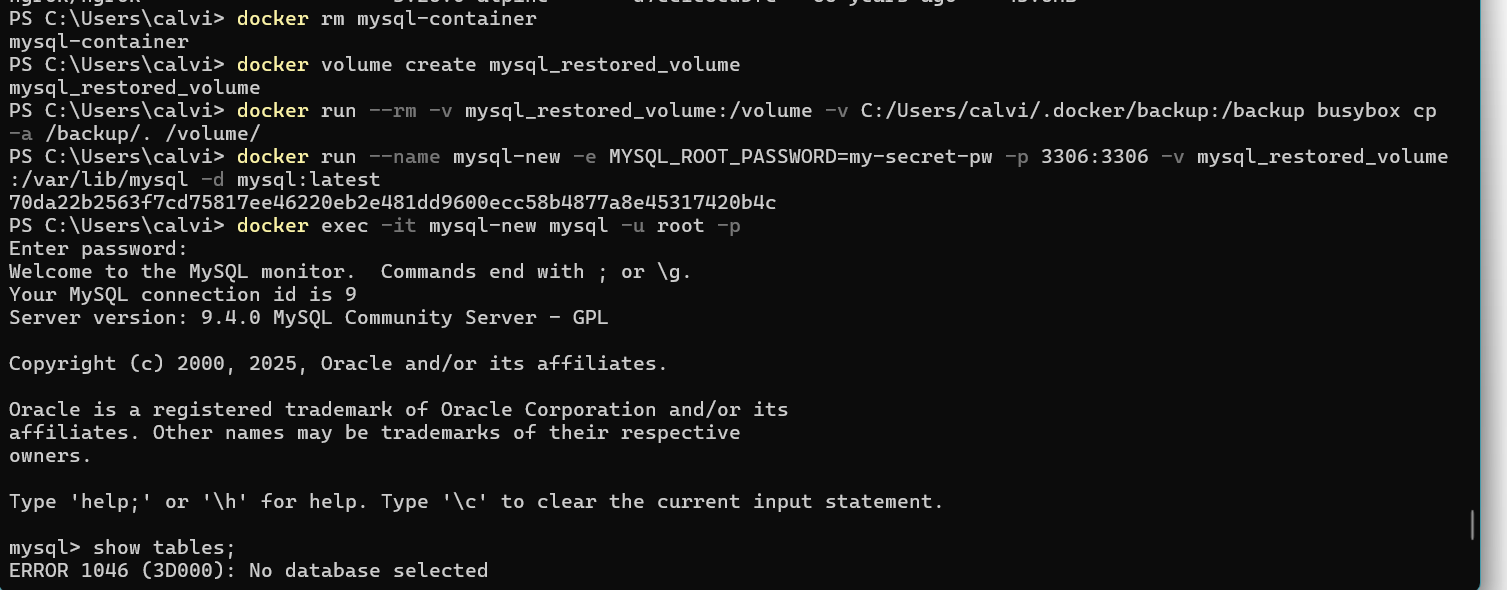 PS C:\Users\calvi> docker rm mysql-container
mysql-container
PS C:\Users\calvi> docker volume create mysql_restored_volume
mysql_restored_volume
PS C:\Users\calvi> docker run --rm -v mysql_restored_volume:/volume -v C:/Users/calvi/.docker/backup:/backup busybox cp
-a /backup/. /volume/
PS C:\Users\calvi> docker run --name mysql-new -e MYSQL_ROOT_PASSWORD=my-secret-pw -p 3306:3306 -v mysql_restored_volume
:/var/lib/mysql -d mysql:latest
70da22b2563f7cd75817ee46220eb2e481dd9600ecc58b4877a8e45317420b4c
PS C:\Users\calvi> docker exec -it mysql-new mysql -u root -p
Enter password:
Welcome to the MySQL monitor.  Commands end with ; or \g.
Your MySQL connection id is 9
Server version: 9.4.0 MySQL Community Server - GPL

Copyright (c) 2000, 2025, Oracle and/or its affiliates.

Oracle is a registered trademark of Oracle Corporation and/or its
affiliates. Other names may be trademarks of their respective
owners.

Type 'help;' or '\h' for help. Type '\c' to clear the current input statement.

mysql> show tables;
ERROR 1046 (3D000): No database selected